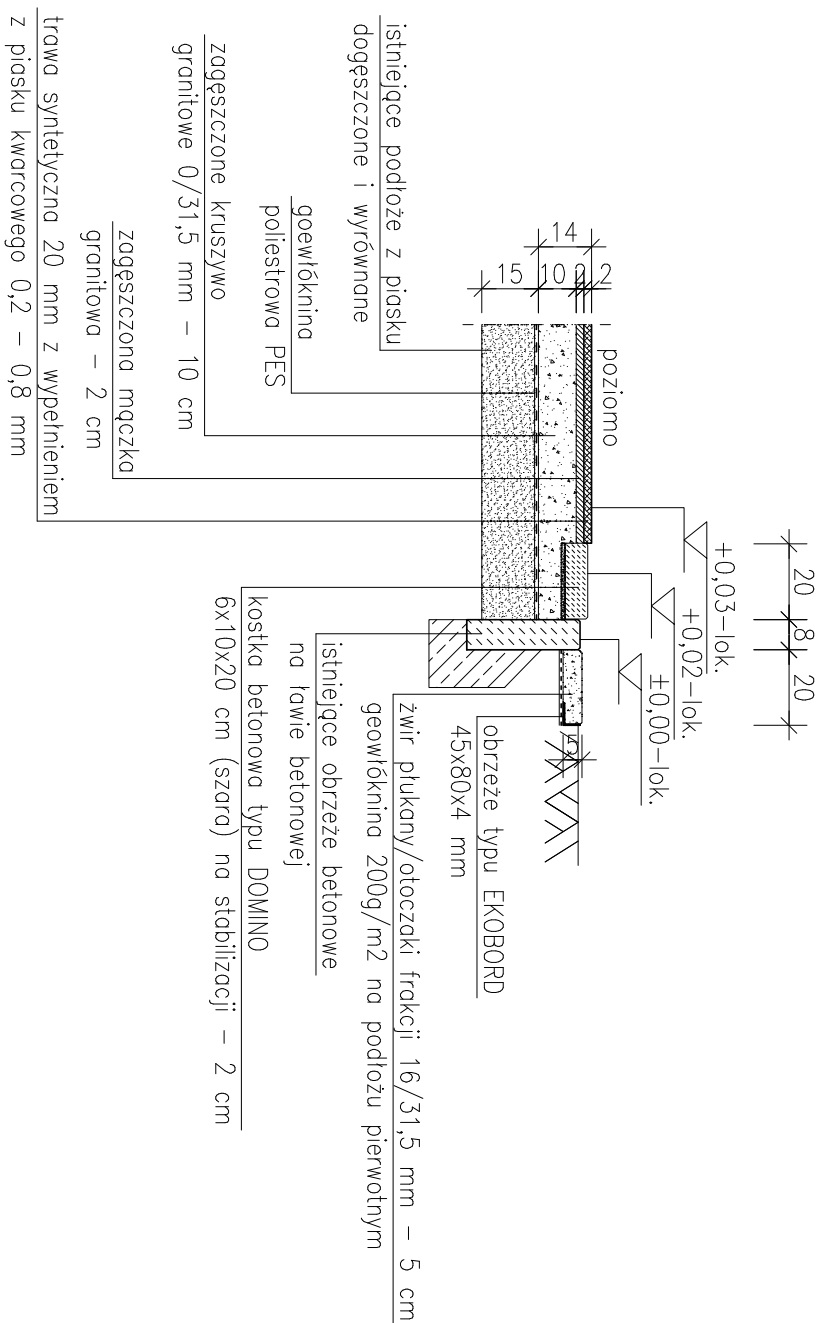 20
8
20
+0,03-lok.
+0,02-lok.
±0,00-lok.
14
15
10
2
2
poziomo
5
istniejące podłoże z piasku
dogęszczone i wyrównane
goewłóknina
poliestrowa PES
zagęszczone kruszywo
granitowe 0/31,5 mm - 10 cm
zagęszczona mączka
granitowa - 2 cm
trawa syntetyczna 20 mm z wypełnieniem
z piasku kwarcowego 0,2 - 0,8 mm
obrzeże typu EKOBORD
45x80x4 mm
żwir płukany/otoczaki frakcji 16/31,5 mm - 5 cm
geowłóknina 200g/m2 na podłożu pierwotnym
istniejące obrzeże betonowe
na ławie betonowej
kostka betonowa typu DOMINO
6x10x20 cm (szara) na stabilizacji - 2 cm